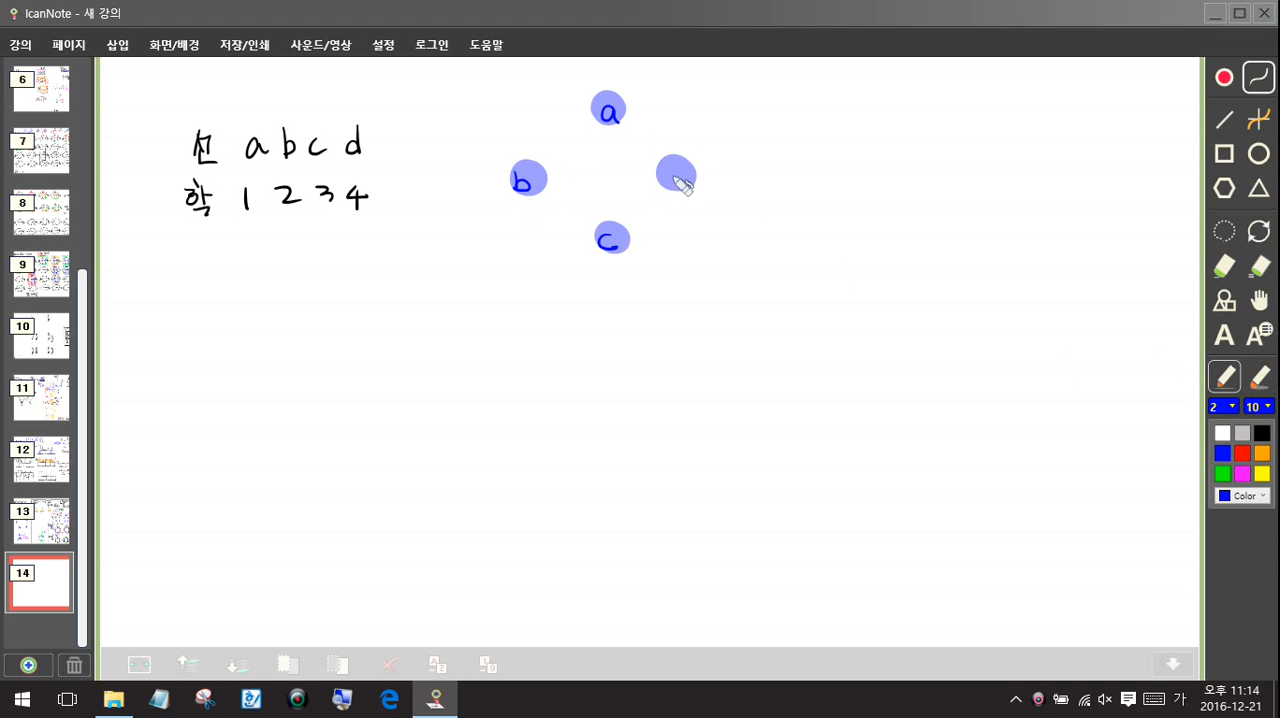 IcanNote - 새 강의
강의 페이지 삽입 화면/배경 저장/인쇄 사운드/영상 설정 로그인 도움말
6
7
8
9
10
11
12
13
14
선 a b c d
학 1 2 3 4
a
b
c
A A
2 10
Color
가 오후 11:14
2016-12-21